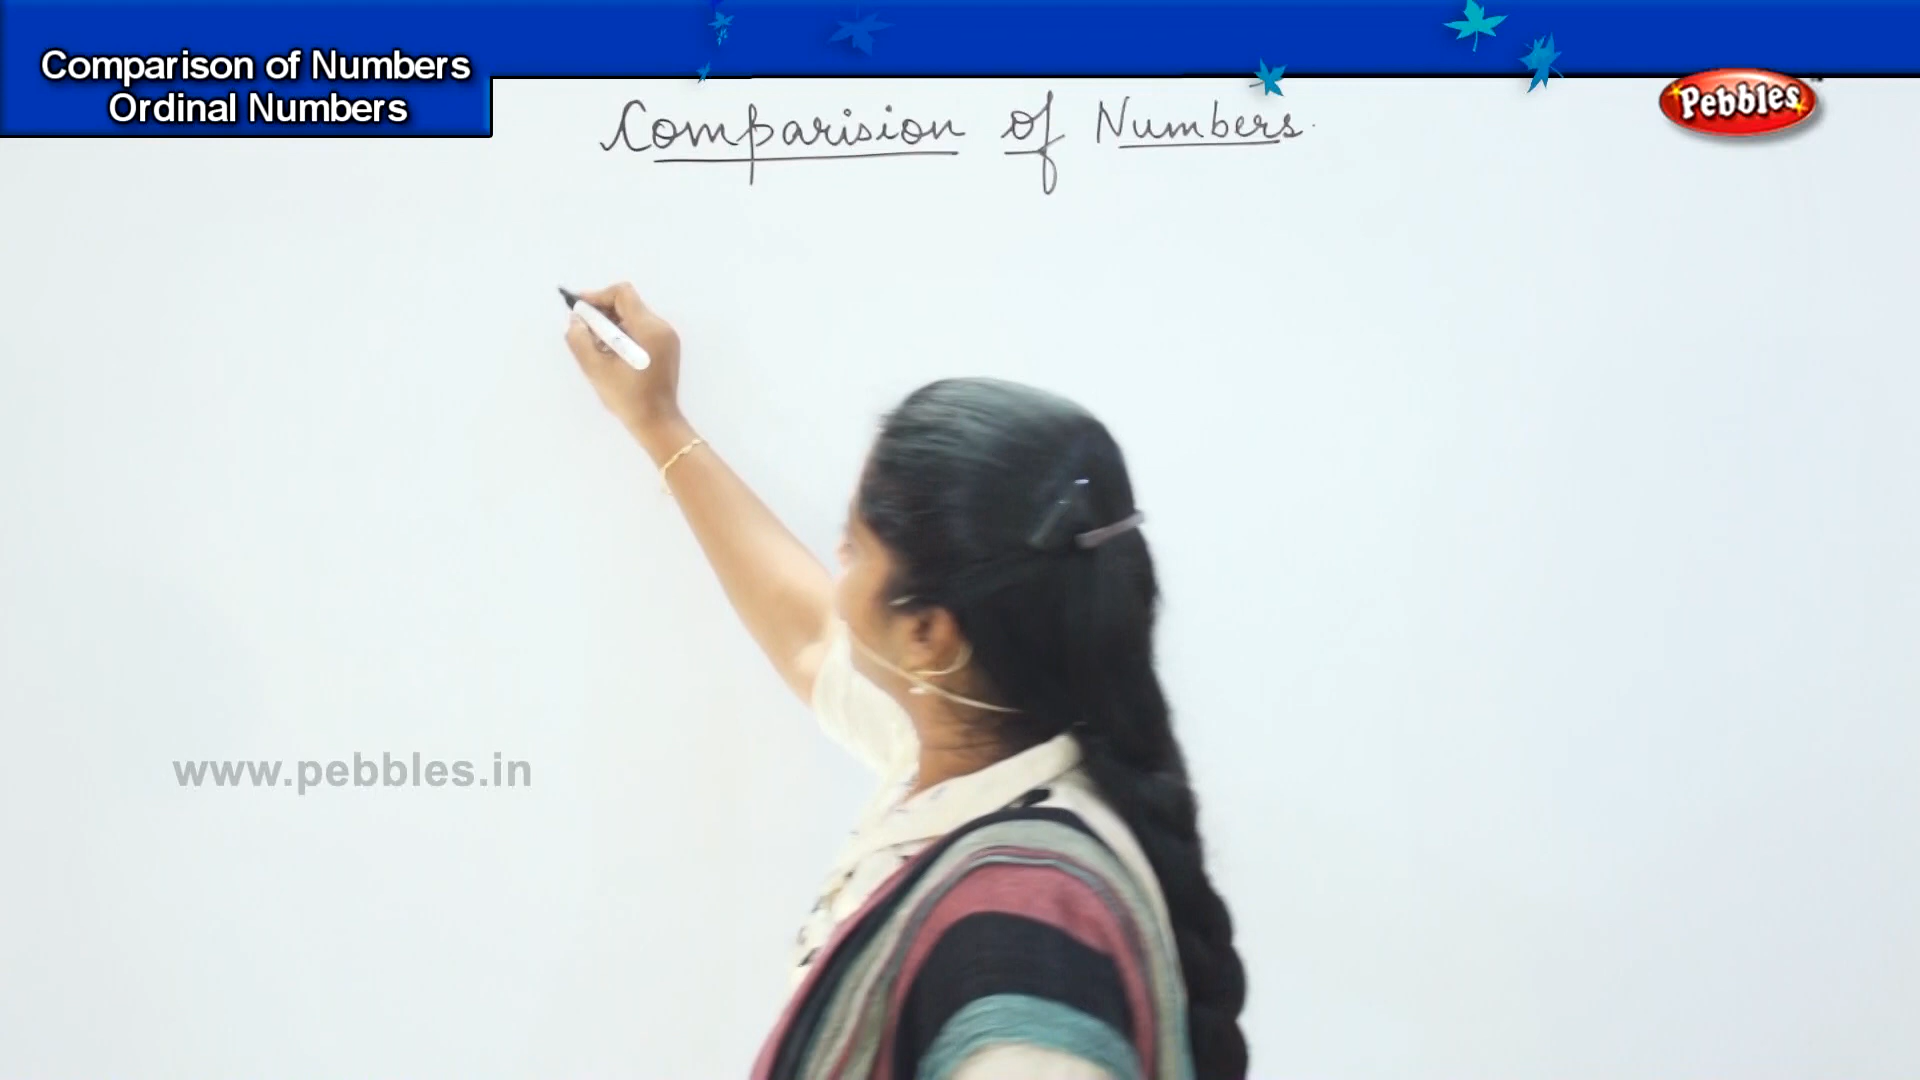 Comparison of Numbers
Ordinal Numbers
Comparision of Numbers.
Pebbles
www.pebbles.in